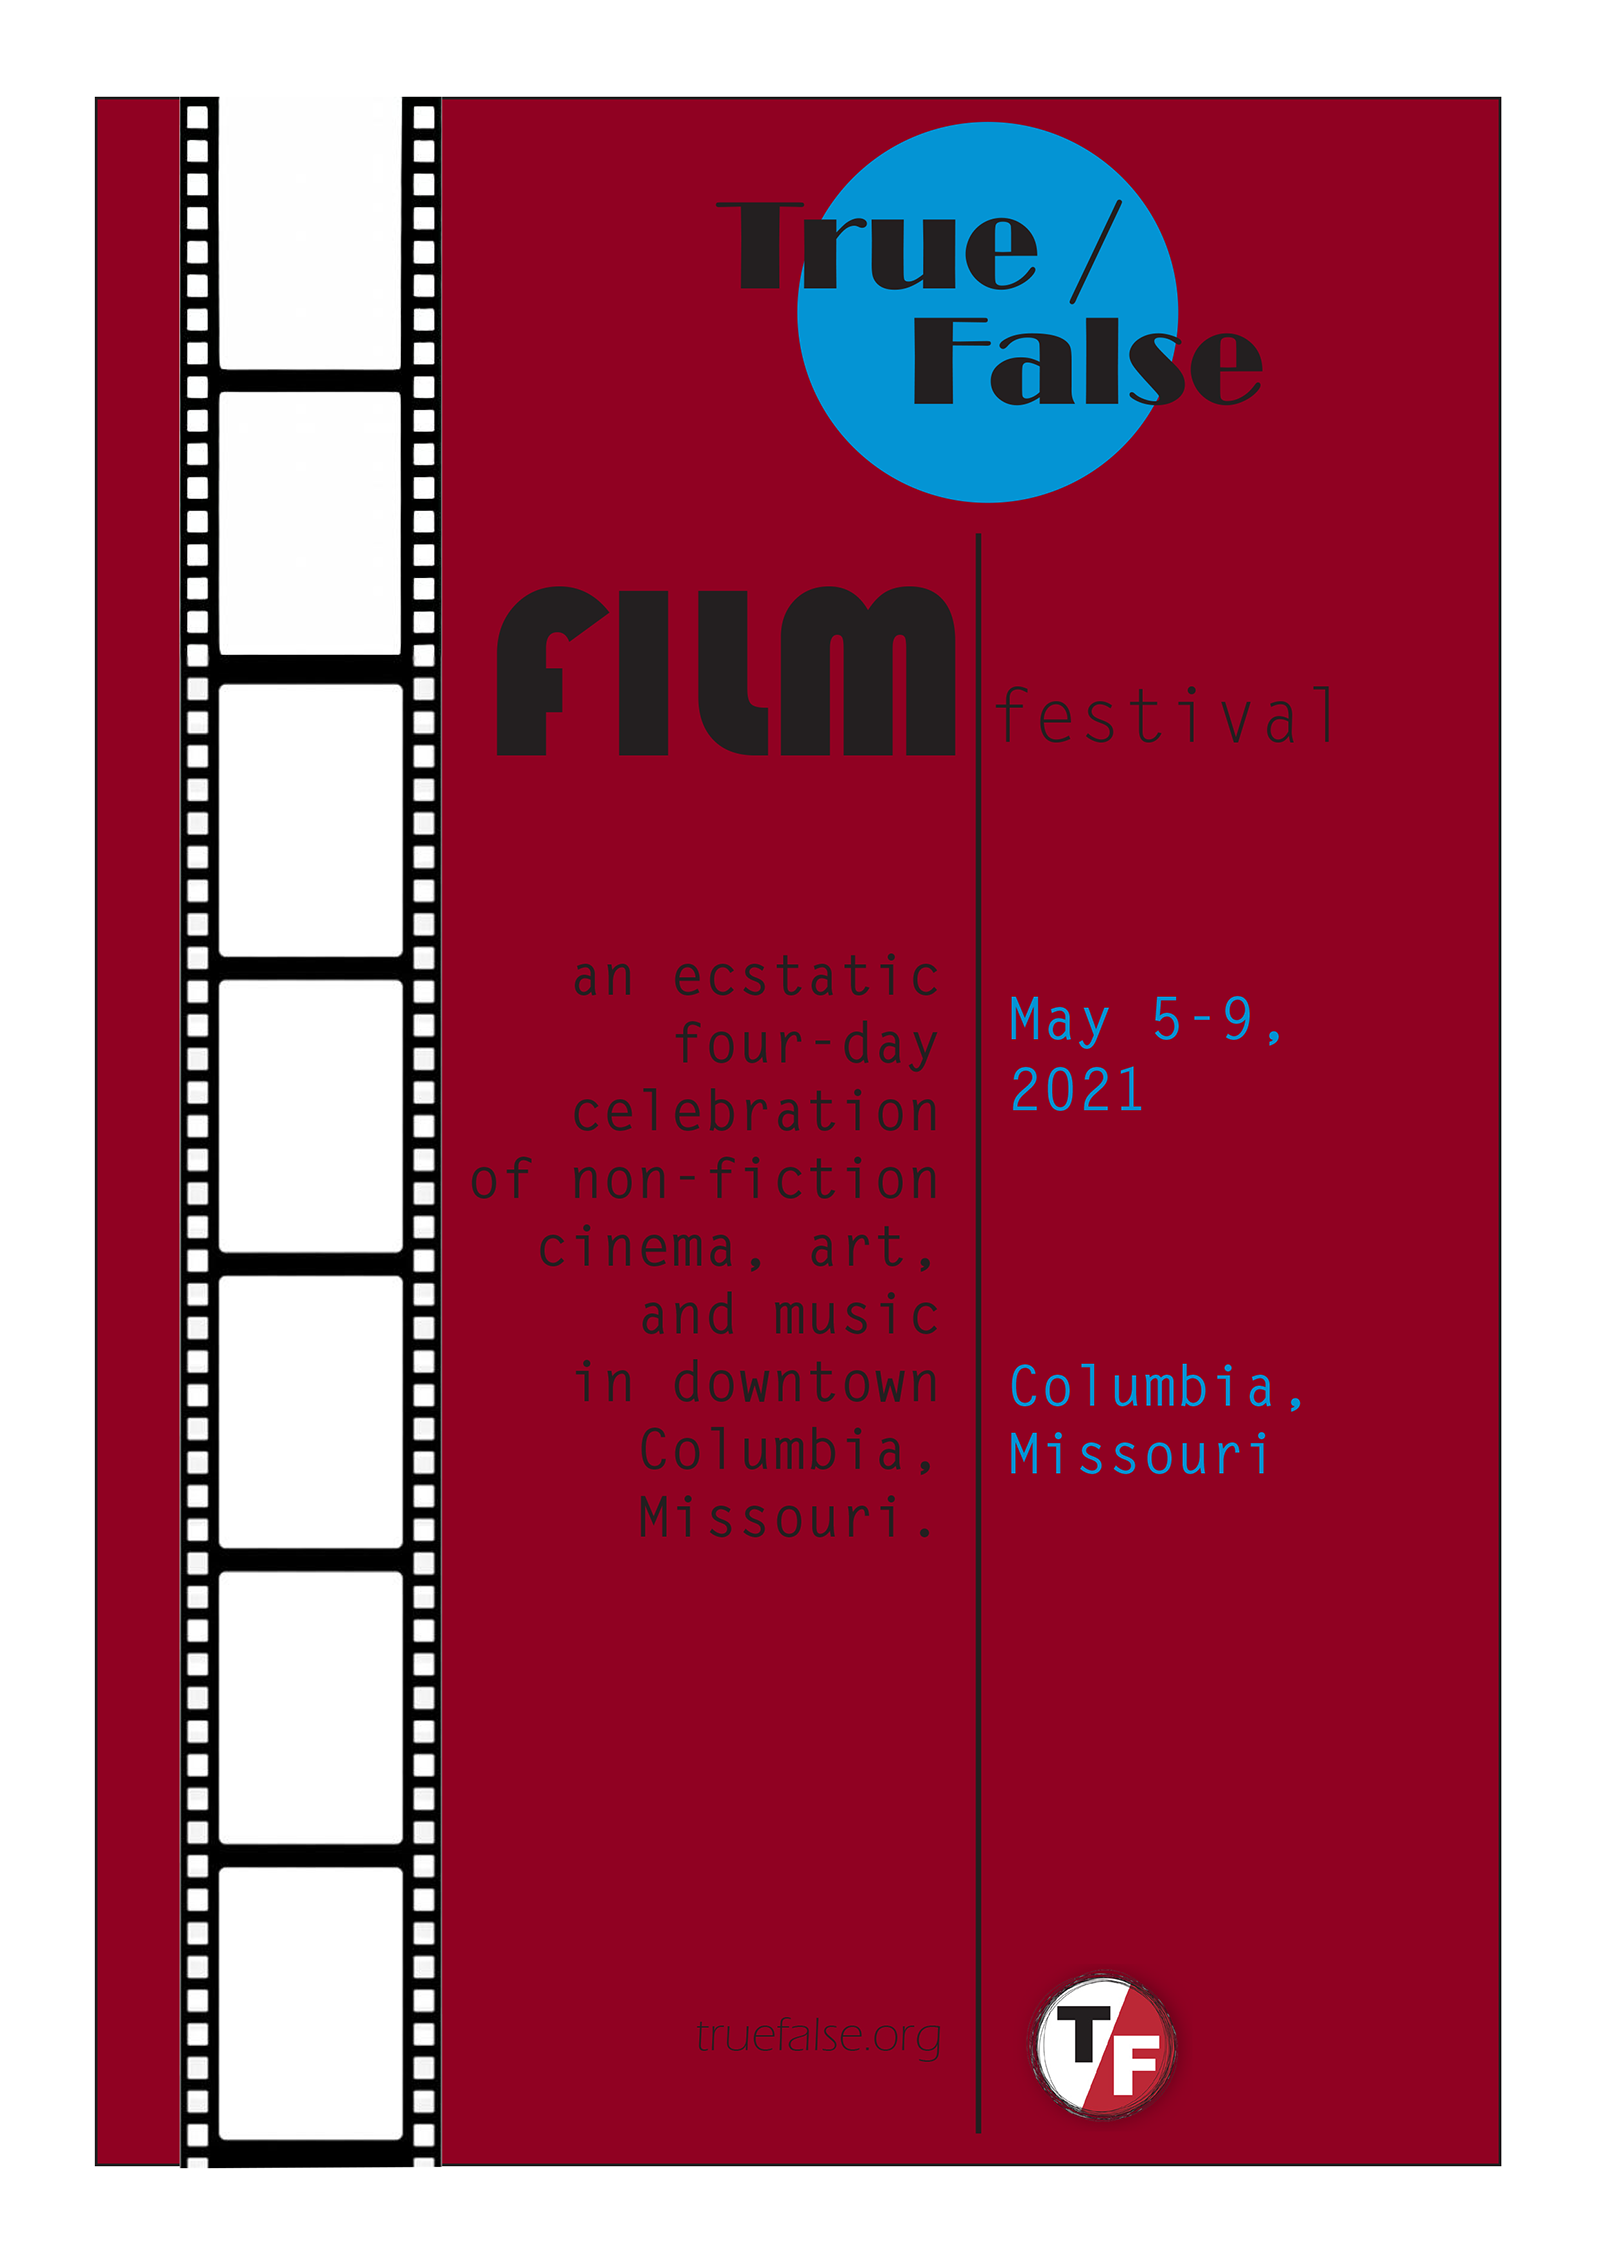 True /
False
FILM
festival
an ecstatic
four-day
celebration
of non-fiction
cinema, art,
and music
in downtown
Columbia,
Missouri.
May 5-9,
2021
Columbia,
Missouri
truefalse.org
T/F